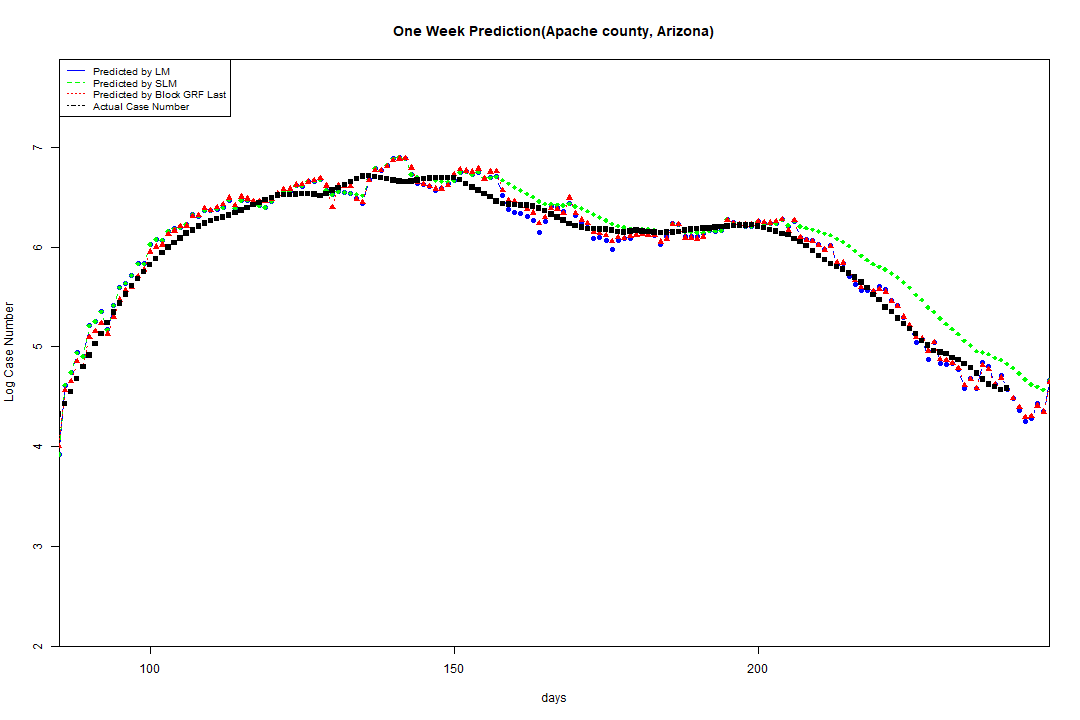 One Week Prediction(Apache county, Arizona)
Predicted by LM
Predicted by SLM
Predicted by Block GRF Last
Actual Case Number
7
6
5
4
3
2
Log Case Number
100
150
200
days